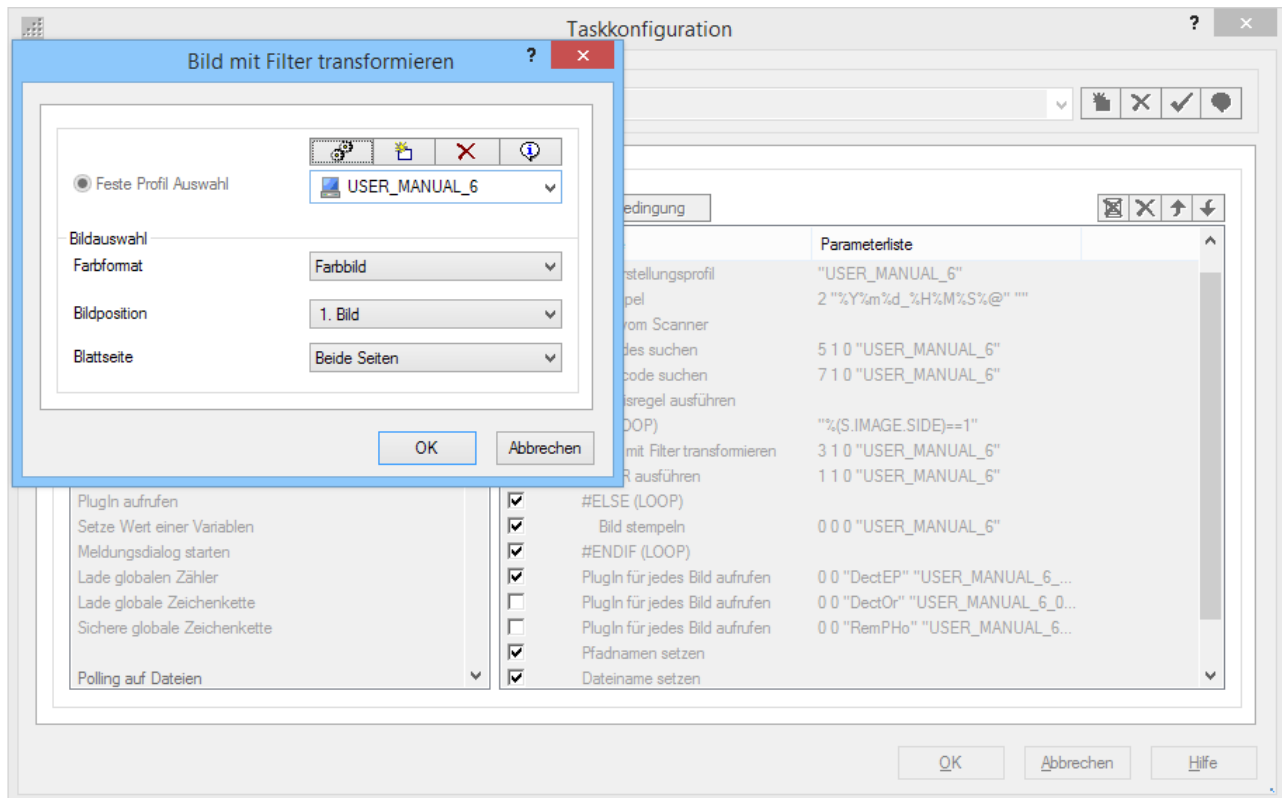 Taskkonfiguration
?
Bild mit Filter transformieren
?
Feste Profil Auswahl
USER_MANUAL_6
Bildauswahl
Farbformat
Farbbild
Bildposition
1. Bild
Blattseite
Beide Seiten
OK
Abbrechen
edingung
Parameterliste
rstellungsprofil "USER_MANUAL_6"
pel 2 "%Y%m%d_%H%M%S%@" ""
vom Scanner
des suchen 5 1 0 "USER_MANUAL_6"
code suchen 7 1 0 "USER_MANUAL_6"
isregel ausführen
OOP) "%(S.IMAGE.SIDE)==1"
mit Filter transformieren 3 1 0 "USER_MANUAL_6"
R ausführen 1 1 0 "USER_MANUAL_6"
PlugIn aufrufen
Setze Wert einer Variablen
Meldungsdialog starten
Lade globalen Zähler
Lade globale Zeichenkette
Sichere globale Zeichenkette
Polling auf Dateien
#ELSE (LOOP)
Bild stempeln 0 0 0 "USER_MANUAL_6"
#ENDIF (LOOP)
PlugIn für jedes Bild aufrufen 0 0 "DectEP" "USER_MANUAL_6_...
PlugIn für jedes Bild aufrufen 0 0 "DectOr" "USER_MANUAL_6_0...
PlugIn für jedes Bild aufrufen 0 0 "RemPHo" "USER_MANUAL_6...
Pfadnamen setzen
Dateiname setzen
OK
Abbrechen
Hilfe